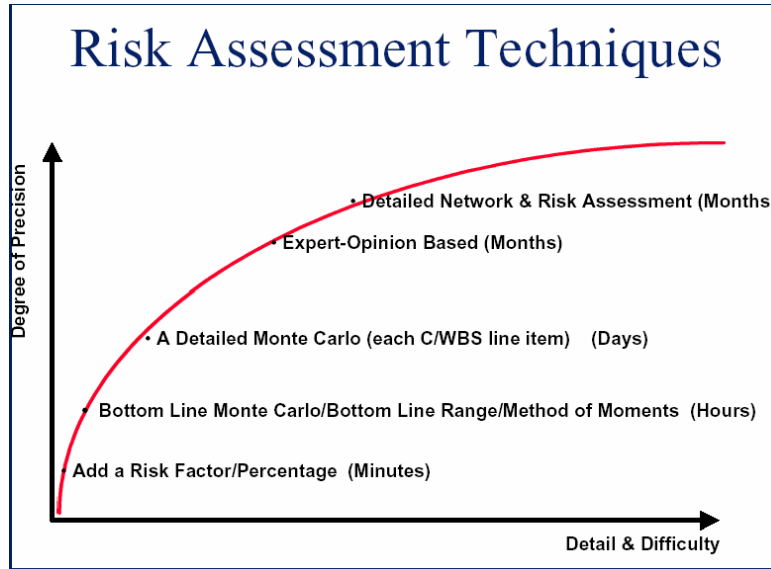 Risk Assessment Techniques
Degree of Precision
• Detailed Network & Risk Assessment (Months
• Expert-Opinion Based (Months)
• A Detailed Monte Carlo (each C/WBS line item) (Days)
• Bottom Line Monte Carlo/Bottom Line Range/Method of Moments (Hours)
• Add a Risk Factor/Percentage (Minutes)
Detail & Difficulty